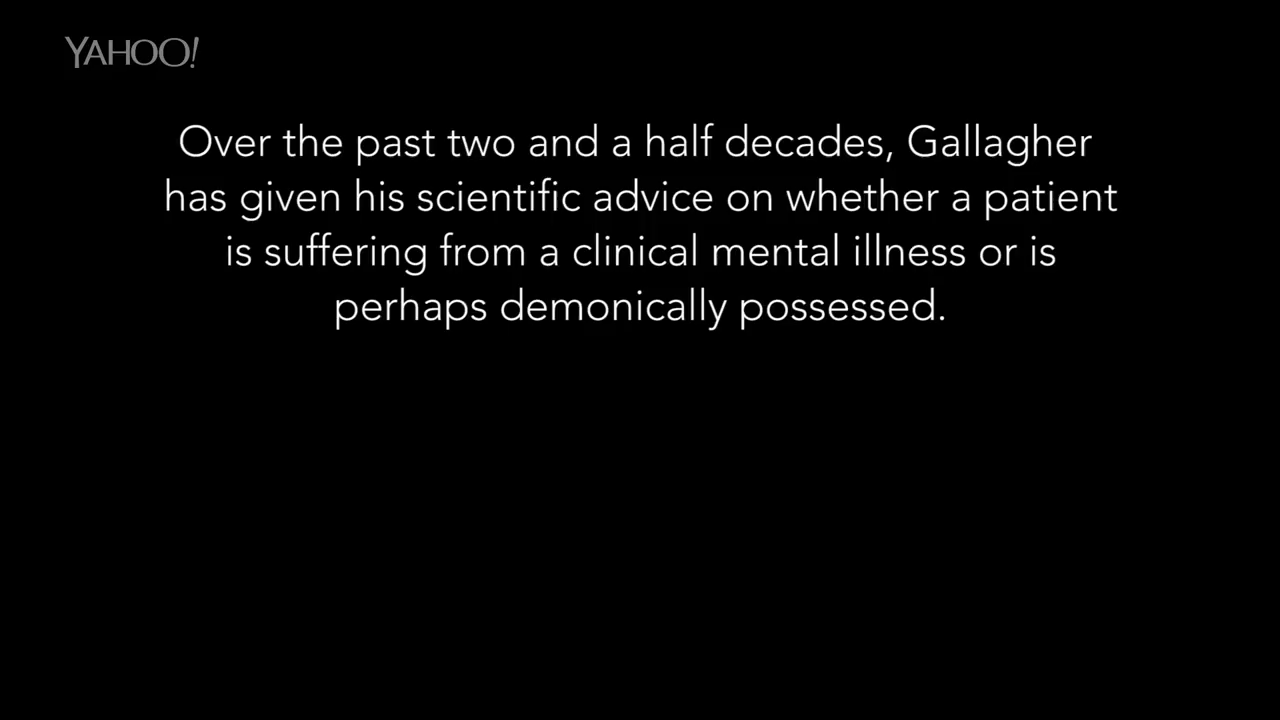 YAHOO!
Over the past two and a half decades, Gallagher
has given his scientific advice on whether a patient
is suffering from a clinical mental illness or is
perhaps demonically possessed.